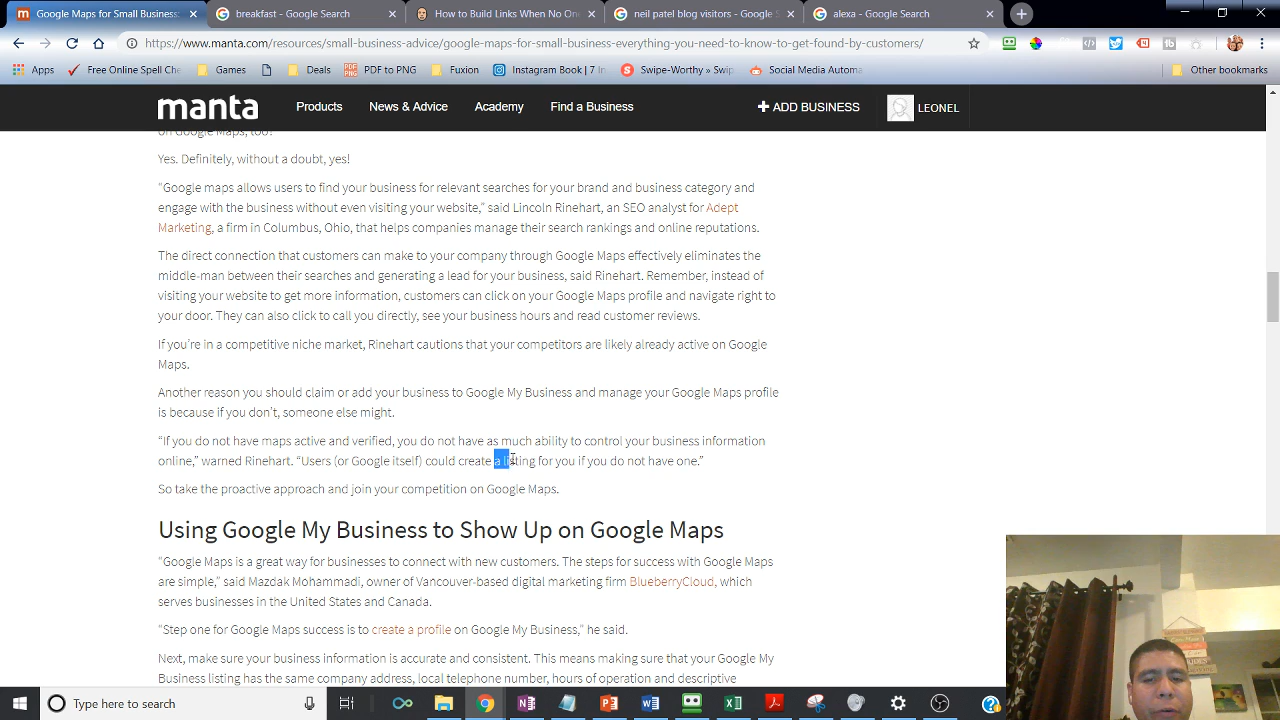 Google Maps for Small Business:
breakfast - Google Search
How to Build Links When No On
neil patel blog visitors - Google S
alexa - Google Search
https://www.manta.com/resources/small-business-advice/google-maps-for-small-business-everything-you-need-to-know-to-get-found-by-customers/
Apps
Free Online Spell Che
Games
Deals
PDF to PNG
Fuxion
Instagram Book | 7 In
Swipe-Worthy » Swip
Social Media Automa
Other bookmarks
manta
Products
News & Advice
Academy
Find a Business
+ ADD BUSINESS
LEONEL
on Google Maps, too?
Yes. Definitely, without a doubt, yes!
“Google maps allows users to find your business for relevant searches for your brand and business category and
engage with the business without even visiting your website,” said Lincoln Rinehart, an SEO analyst for Adept
Marketing, a firm in Columbus, Ohio, that helps companies manage their search rankings and online reputations.
The direct connection that customers can make to your company through Google Maps effectively eliminates the
middle-man between their searches and generating a lead for your business, said Rinehart. Remember, instead of
visiting your website to get more information, customers can click on your Google Maps profile and navigate right to
your door. They can also click to call you directly, see your business hours and read customer reviews.
If you’re in a competitive niche market, Rinehart cautions that your competitors are likely already active on Google
Maps.
Another reason you should claim or add your business to Google My Business and manage your Google Maps profile
is because if you don’t, someone else might.
“If you do not have maps active and verified, you do not have as much ability to control your business information
online,” warned Rinehart. “Users (or Google itself) could create a listing for you if you do not have one.”
So take the proactive approach and join your competition on Google Maps.
Using Google My Business to Show Up on Google Maps
“Google Maps is a great way for businesses to connect with new customers. The steps for success with Google Maps
are simple,” said Mazdak Mohammadi, owner of Vancouver-based digital marketing firm BlueberryCloud, which
serves businesses in the United States and Canada.
“Step one for Google Maps success is to create a profile on Google My Business,” he said.
Next, make sure your business information is accurate and consistent. This means making sure that your Google My
Business listing has the same company address, local telephone number, hours of operation and descriptive
Type here to search